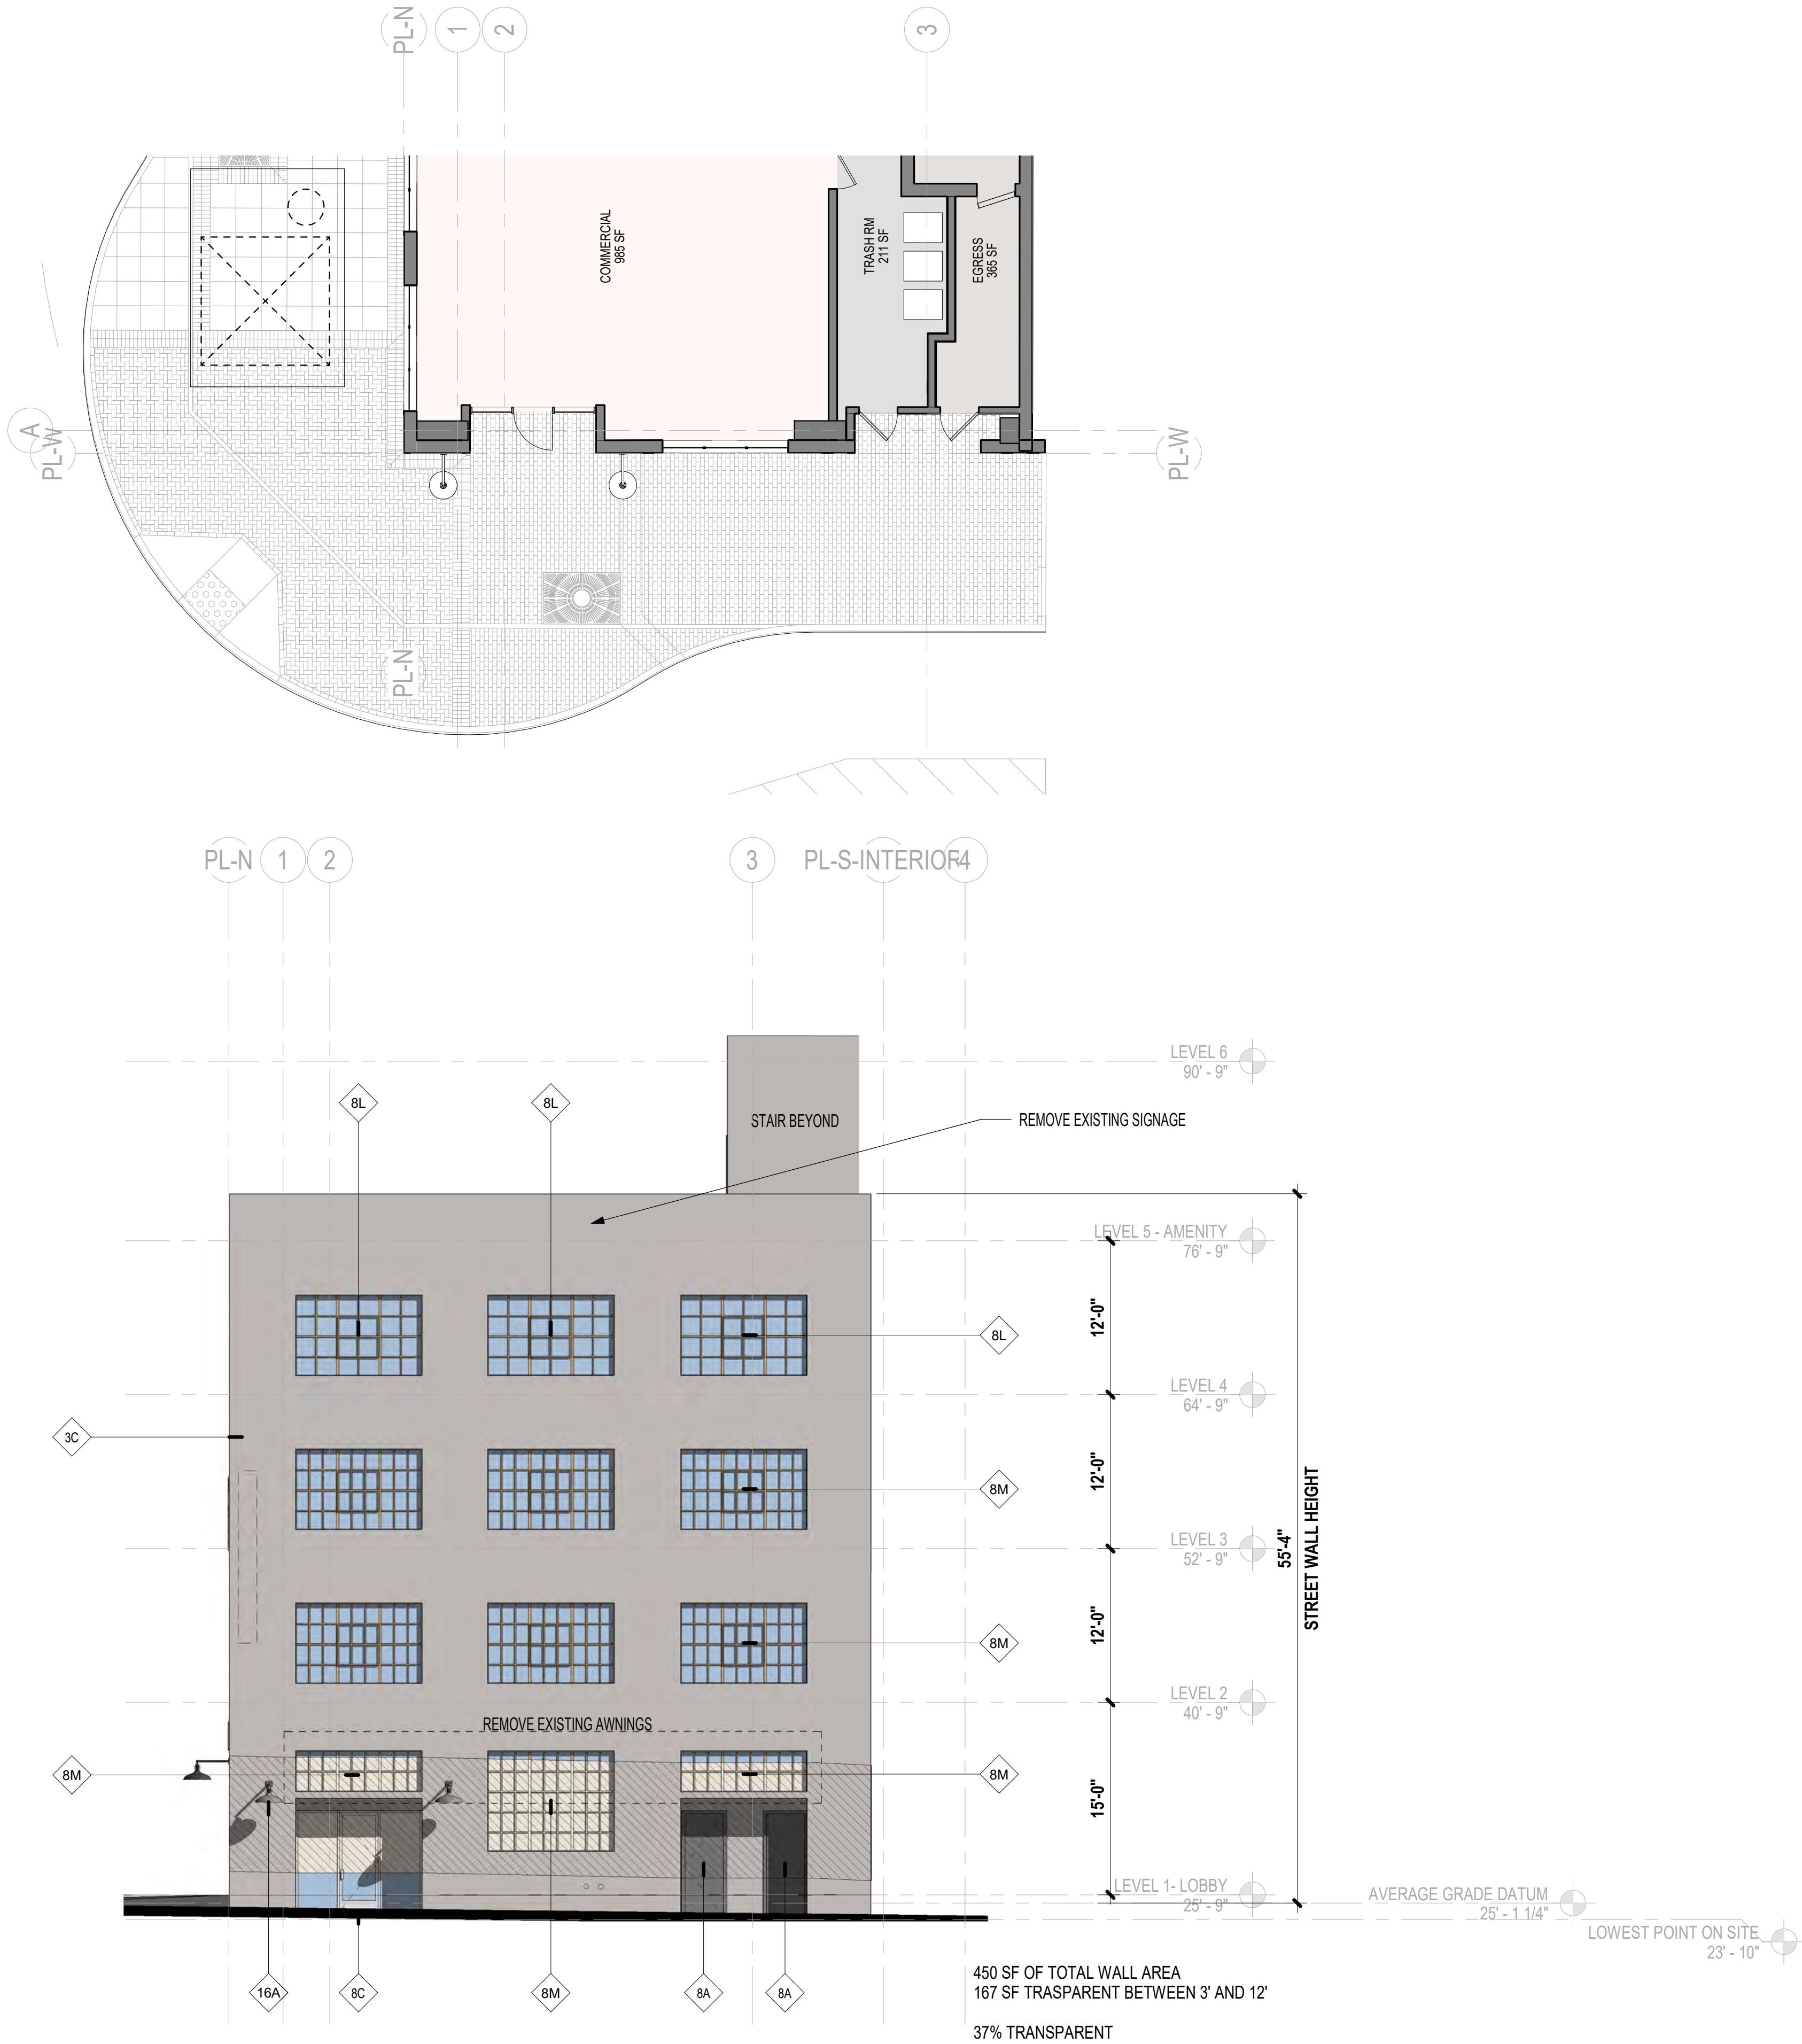 PL-N
1
2
3
COMMERCIAL
985 SF
TRASH RM
211 SF
EGRESS
365 SF
A
PL-W
PL-W
PL-N
PL-N
1
2
3
PL-S-INTERIOR
4
LEVEL 6
90' - 9"
8L
8L
STAIR BEYOND
REMOVE EXISTING SIGNAGE
LEVEL 5 - AMENITY
76' - 9"
12'-0"
8L
LEVEL 4
64' - 9"
3C
12'-0"
8M
LEVEL 3
52' - 9"
55'-4"
STREET WALL HEIGHT
12'-0"
8M
LEVEL 2
40' - 9"
REMOVE EXISTING AWNINGS
8M
8M
15'-0"
LEVEL 1- LOBBY
25' - 9"
AVERAGE GRADE DATUM
25' - 1 1/4"
LOWEST POINT ON SITE
23' - 10"
16A
8C
8M
8A
8A
450 SF OF TOTAL WALL AREA
167 SF TRASPARENT BETWEEN 3' AND 12'
37% TRANSPARENT